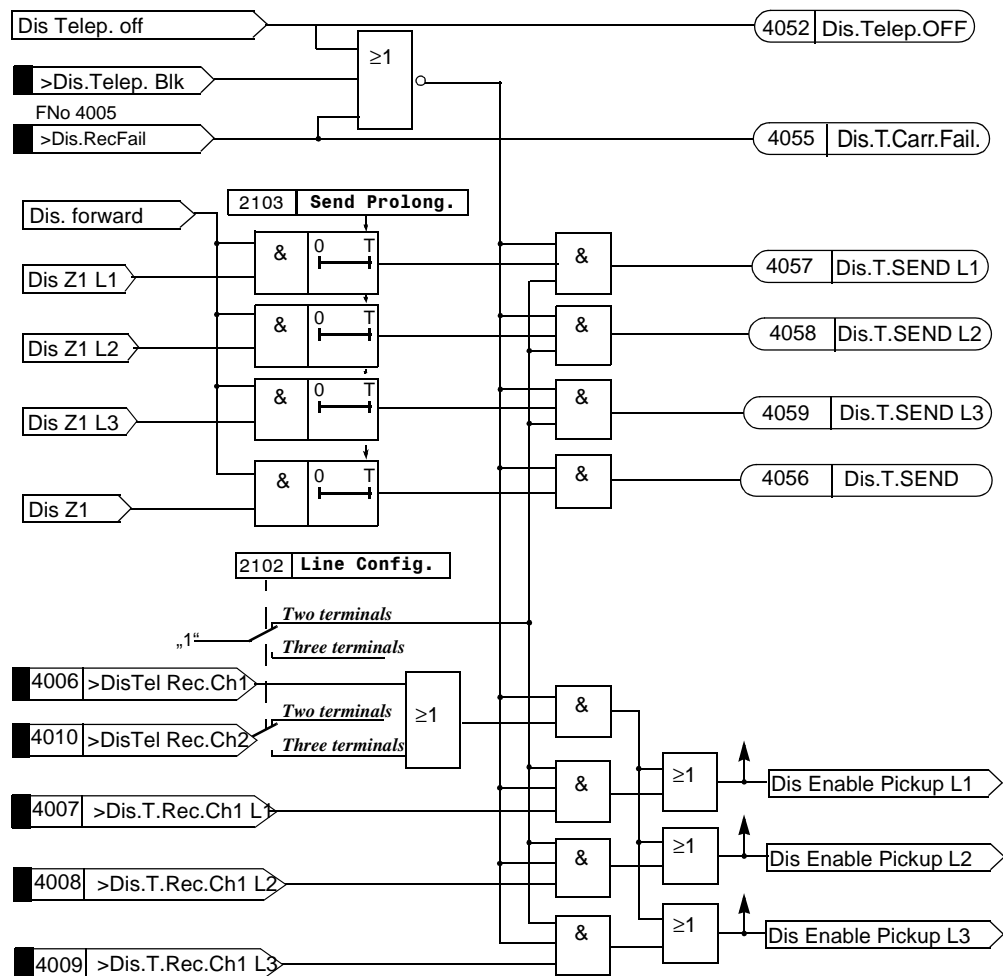 Dis Telep. off
4052 Dis.Telep.OFF
≥1
>Dis.Telep. Blk
FNo 4005
>Dis.RecFail
4055 Dis.T.Carr.Fail.
2103 Send Prolong.
Dis. forward
& 0 T
&
Dis Z1 L1
4057 Dis.T.SEND L1
& 0 T
&
Dis Z1 L2
4058 Dis.T.SEND L2
& 0 T
&
Dis Z1 L3
4059 Dis.T.SEND L3
& 0 T
&
4056 Dis.T.SEND
Dis Z1
2102 Line Config.
Two terminals
„1“
Three terminals
4006 >DisTel Rec.Ch1
≥1
&
Two terminals
4010 >DisTel Rec.Ch2
Three terminals
&
≥1
Dis Enable Pickup L1
4007 >Dis.T.Rec.Ch1 L1
&
≥1
Dis Enable Pickup L2
4008 >Dis.T.Rec.Ch1 L2
&
≥1
Dis Enable Pickup L3
4009 >Dis.T.Rec.Ch1 L3